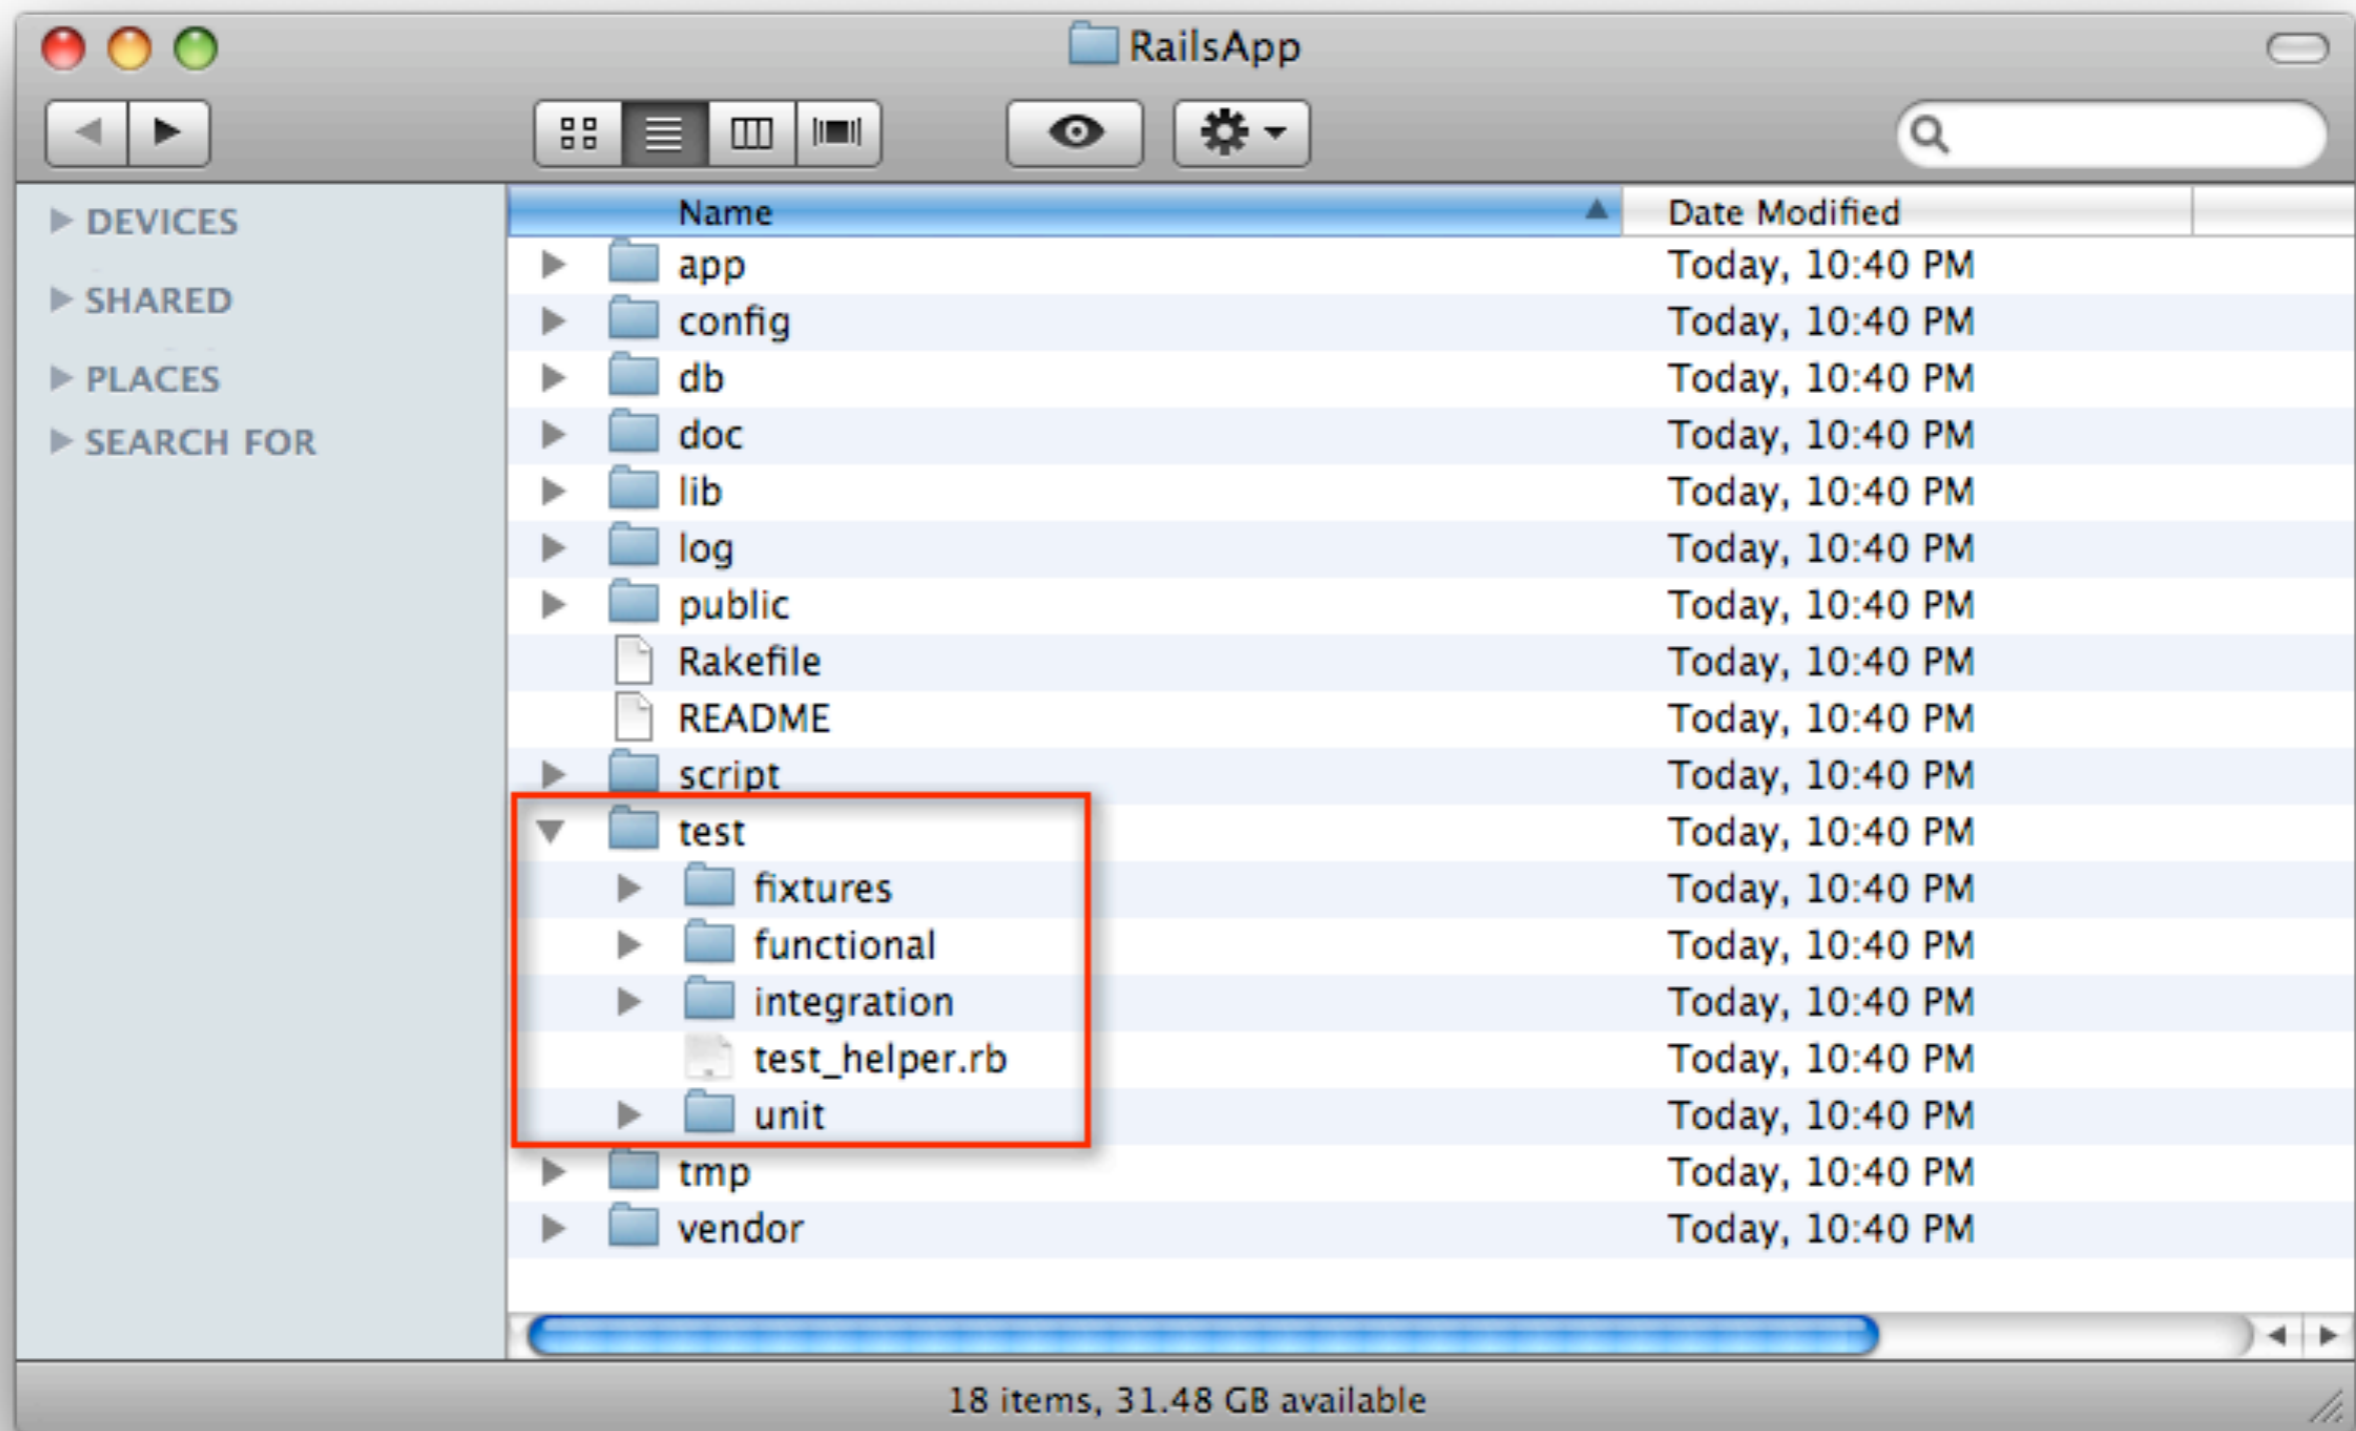 RailsApp
DEVICES
SHARED
PLACES
SEARCH FOR
Name Date Modified
app Today, 10:40 PM
config Today, 10:40 PM
db Today, 10:40 PM
doc Today, 10:40 PM
lib Today, 10:40 PM
log Today, 10:40 PM
public Today, 10:40 PM
Rakefile Today, 10:40 PM
README Today, 10:40 PM
script Today, 10:40 PM
test Today, 10:40 PM
fixtures Today, 10:40 PM
functional Today, 10:40 PM
integration Today, 10:40 PM
test_helper.rb Today, 10:40 PM
unit Today, 10:40 PM
tmp Today, 10:40 PM
vendor Today, 10:40 PM
18 items, 31.48 GB available